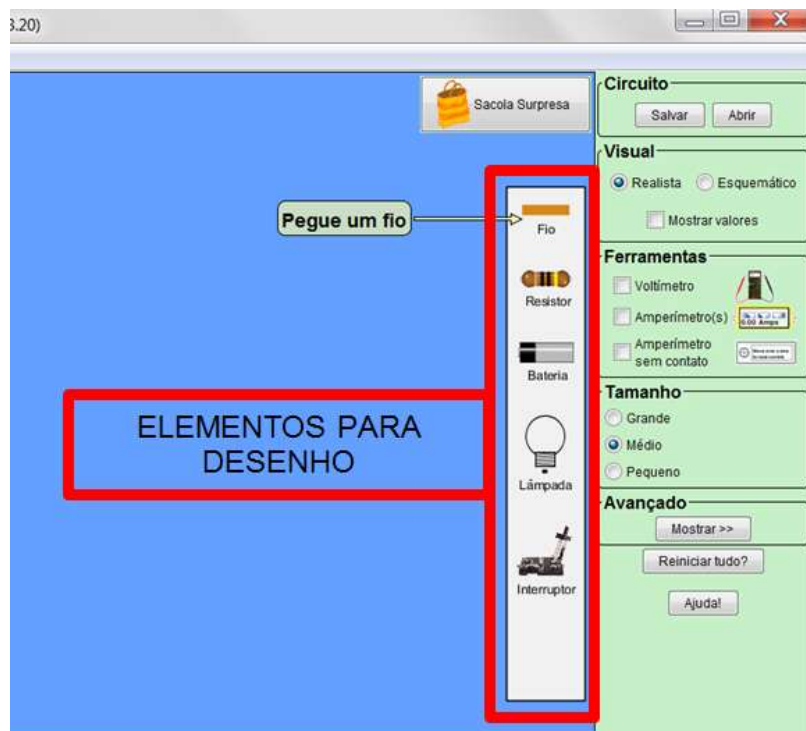 3.20)
Sacola Surpresa
Pegue um fio
Fio
Resistor
Bateria
Lâmpada
Interruptor
ELEMENTOS PARA
DESENHO
Circuito
Salvar Abrir
Visual
Realista Esquemático
Mostrar valores
Ferramentas
Voltímetro
Amperímetro(s)
0.00 Amps
Amperímetro
sem contato
Tamanho
Grande
Médio
Pequeno
Avançado
Mostrar >>
Reiniciar tudo?
Ajuda!